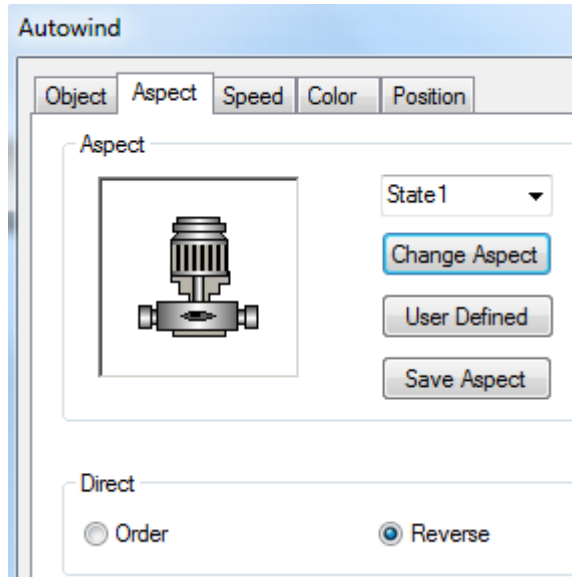 Autowind
Object Aspect Speed Color Position
Aspect
State1
Change Aspect
User Defined
Save Aspect
Direct
Order Reverse